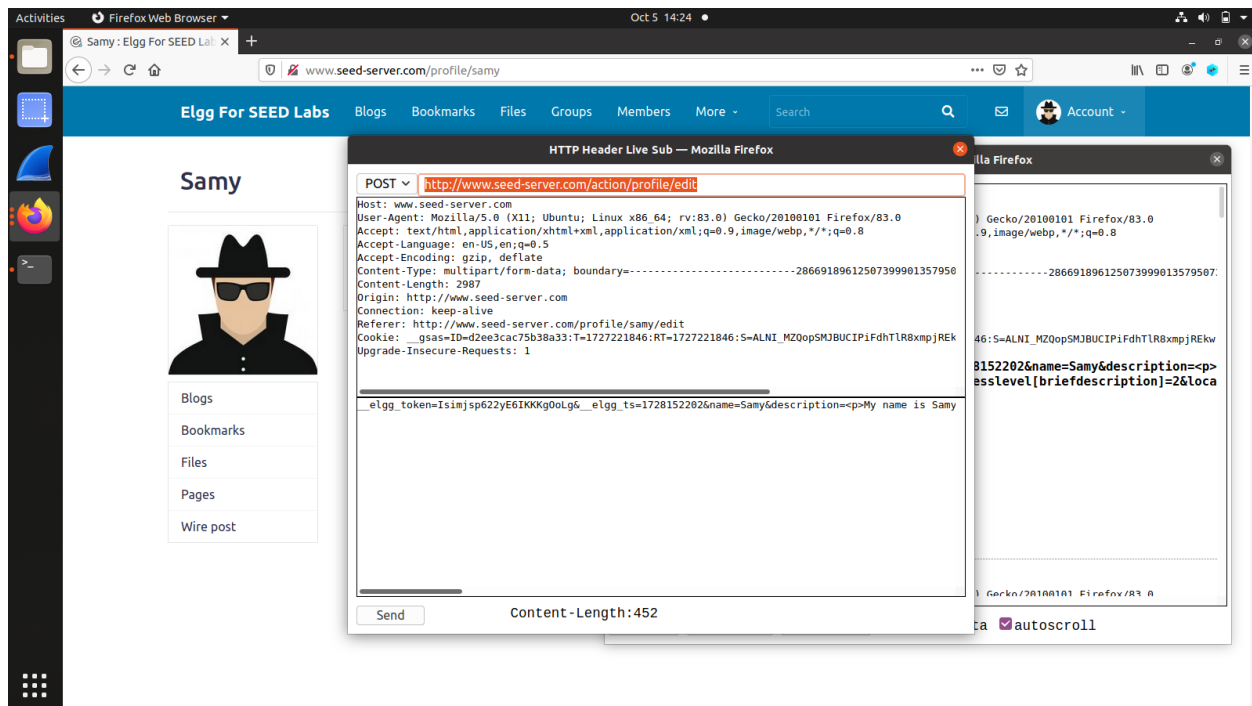 Activities Firefox Web Browser Oct 5 14:24
Samy : Elgg For SEED Lab
www.seed-server.com/profile/samy
Elgg For SEED Labs Blogs Bookmarks Files Groups Members More Search Account
Samy
Blogs
Bookmarks
Files
Pages
Wire post
HTTP Header Live Sub — Mozilla Firefox
POST http://www.seed-server.com/action/profile/edit
Host: www.seed-server.com
User-Agent: Mozilla/5.0 (X11; Ubuntu; Linux x86_64; rv:83.0) Gecko/20100101 Firefox/83.0
Accept: text/html,application/xhtml+xml,application/xml;q=0.9,image/webp,*/*;q=0.8
Accept-Language: en-US,en;q=0.5
Accept-Encoding: gzip, deflate
Content-Type: multipart/form-data; boundary=---------------------------28669189612507399901357950
Content-Length: 2987
Origin: http://www.seed-server.com
Connection: keep-alive
Referer: http://www.seed-server.com/profile/samy/edit
Cookie: __gsas=ID=d2ee3cac75b38a33:T=1727221846:RT=1727221846:S=ALNI_MZQopSMJBUCIPiFdhTlR8xmpjREk
Upgrade-Insecure-Requests: 1
__elgg_token=Isimjsp622yE6IKKKgOoLg&__elgg_ts=1728152202&name=Samy&description=<p>My name is Samy
Send Content-Length:452
lla Firefox
) Gecko/20100101 Firefox/83.0
.9,image/webp,*/*;q=0.8
------------286691896125073999013579507
46:S=ALNI_MZQopSMJBUCIPiFdhTlR8xmpjREkw
8152202&name=Samy&description=<p>
esslevel[briefdescription]=2&loca
) Gecko/20100101 Firefox/83.0
ta autoscroll